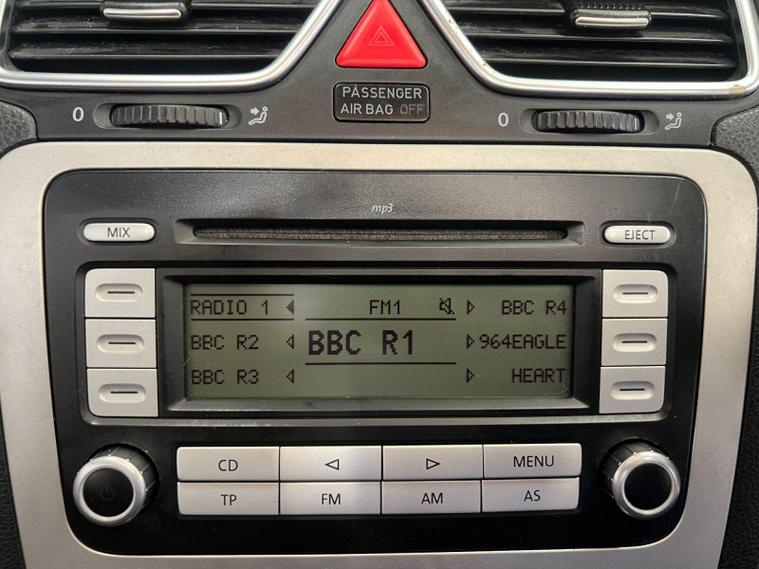 PASSENGER
AIR BAG OFF
0
0
mp3
MIX
EJECT
RADIO 1 FM1 BBC R4
BBC R2 BBC R1 964EAGLE
BBC R3 HEART
CD MENU
TP FM AM AS